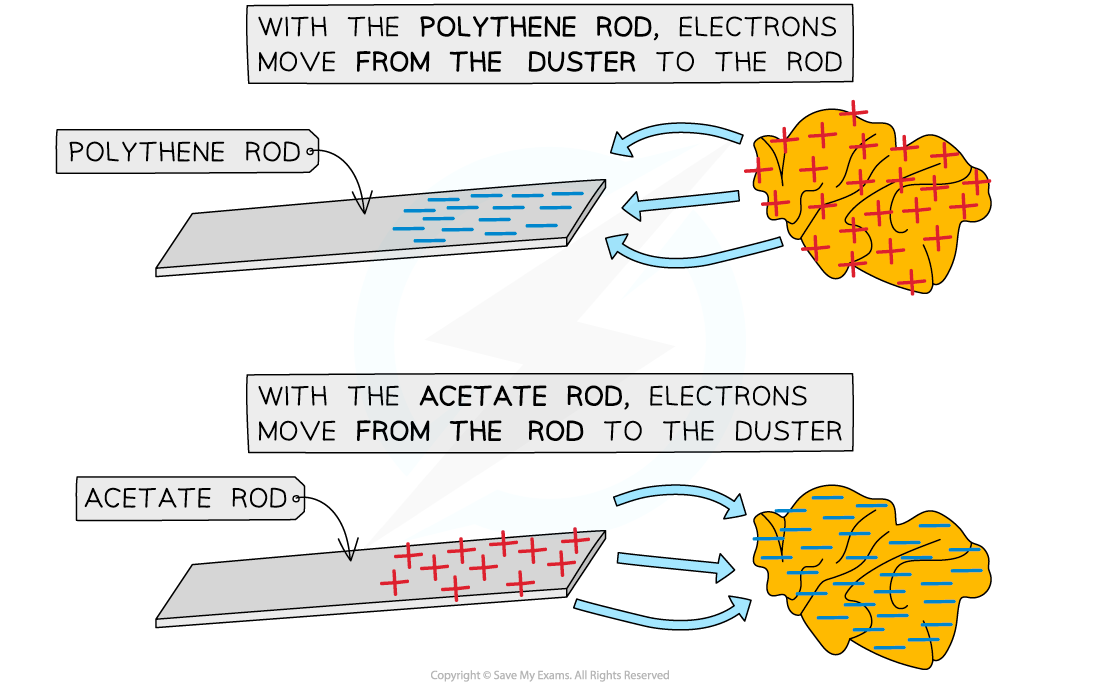 WITH THE POLYTHENE ROD, ELECTRONS
MOVE FROM THE DUSTER TO THE ROD
POLYTHENE ROD
WITH THE ACETATE ROD, ELECTRONS
MOVE FROM THE ROD TO THE DUSTER
ACETATE ROD
Copyright © Save My Exams. All Rights Reserved